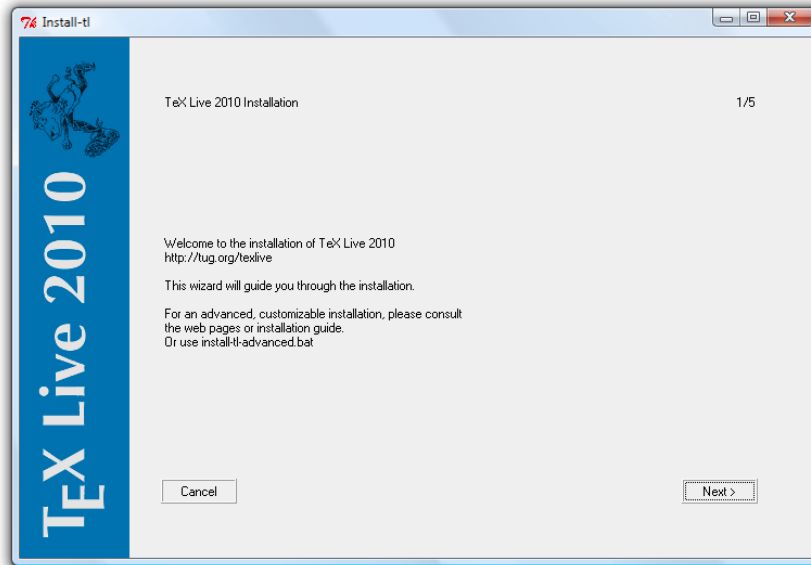 Install-tl
TeX Live 2010
TeX Live 2010 Installation 1/5
Welcome to the installation of TeX Live 2010
http://tug.org/texlive
This wizard will guide you through the installation.
For an advanced, customizable installation, please consult
the web pages or installation guide.
Or use install-tl-advanced.bat
Cancel Next >